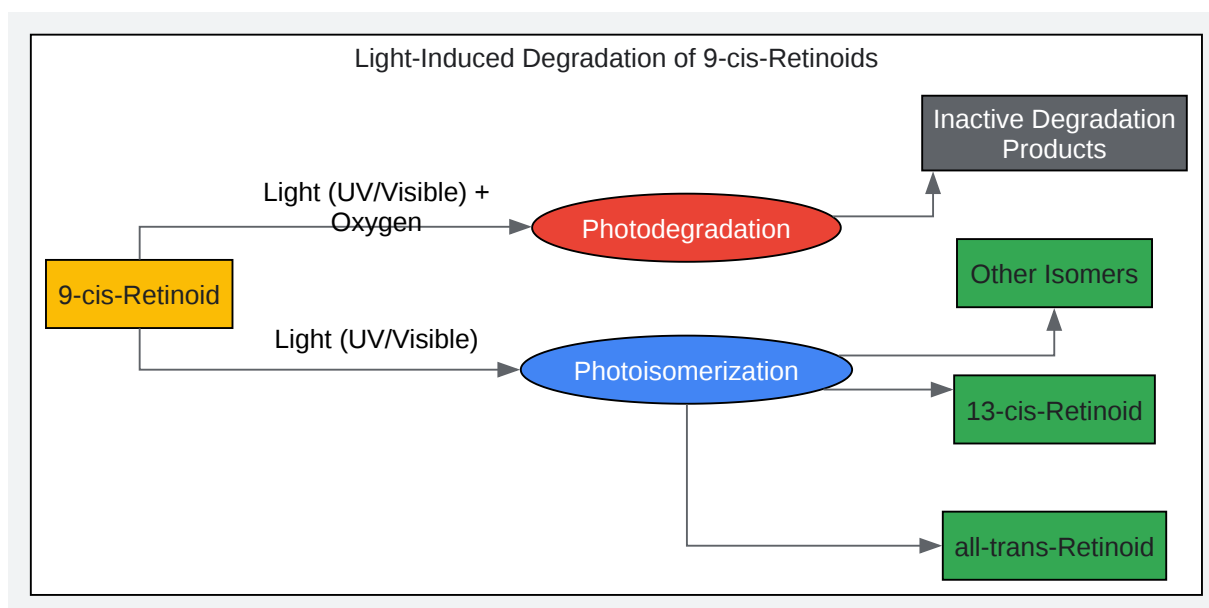 Light-Induced Degradation of 9-cis-Retinoids
Inactive Degradation
Products
Light (UV/Visible) +
Oxygen
Photodegradation
Other Isomers
9-cis-Retinoid
Light (UV/Visible)
Photoisomerization
13-cis-Retinoid
all-trans-Retinoid